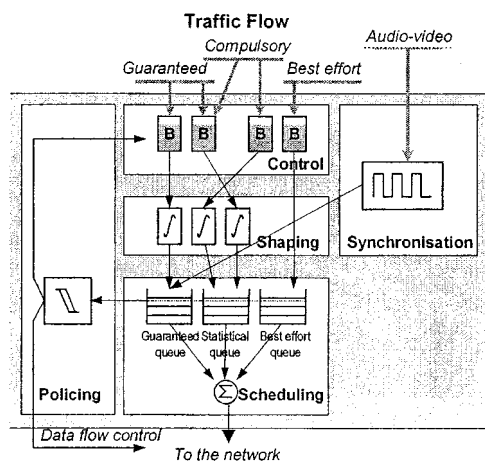 Traffic Flow
Audio-video
Compulsory
Guaranteed
Best effort
B
B
B
B
Control
∫
∫
∫
Shaping
Synchronisation
Guaranteed
queue
Statistical
queue
Best effort
queue
Policing
Σ
Scheduling
Data flow control
To the network